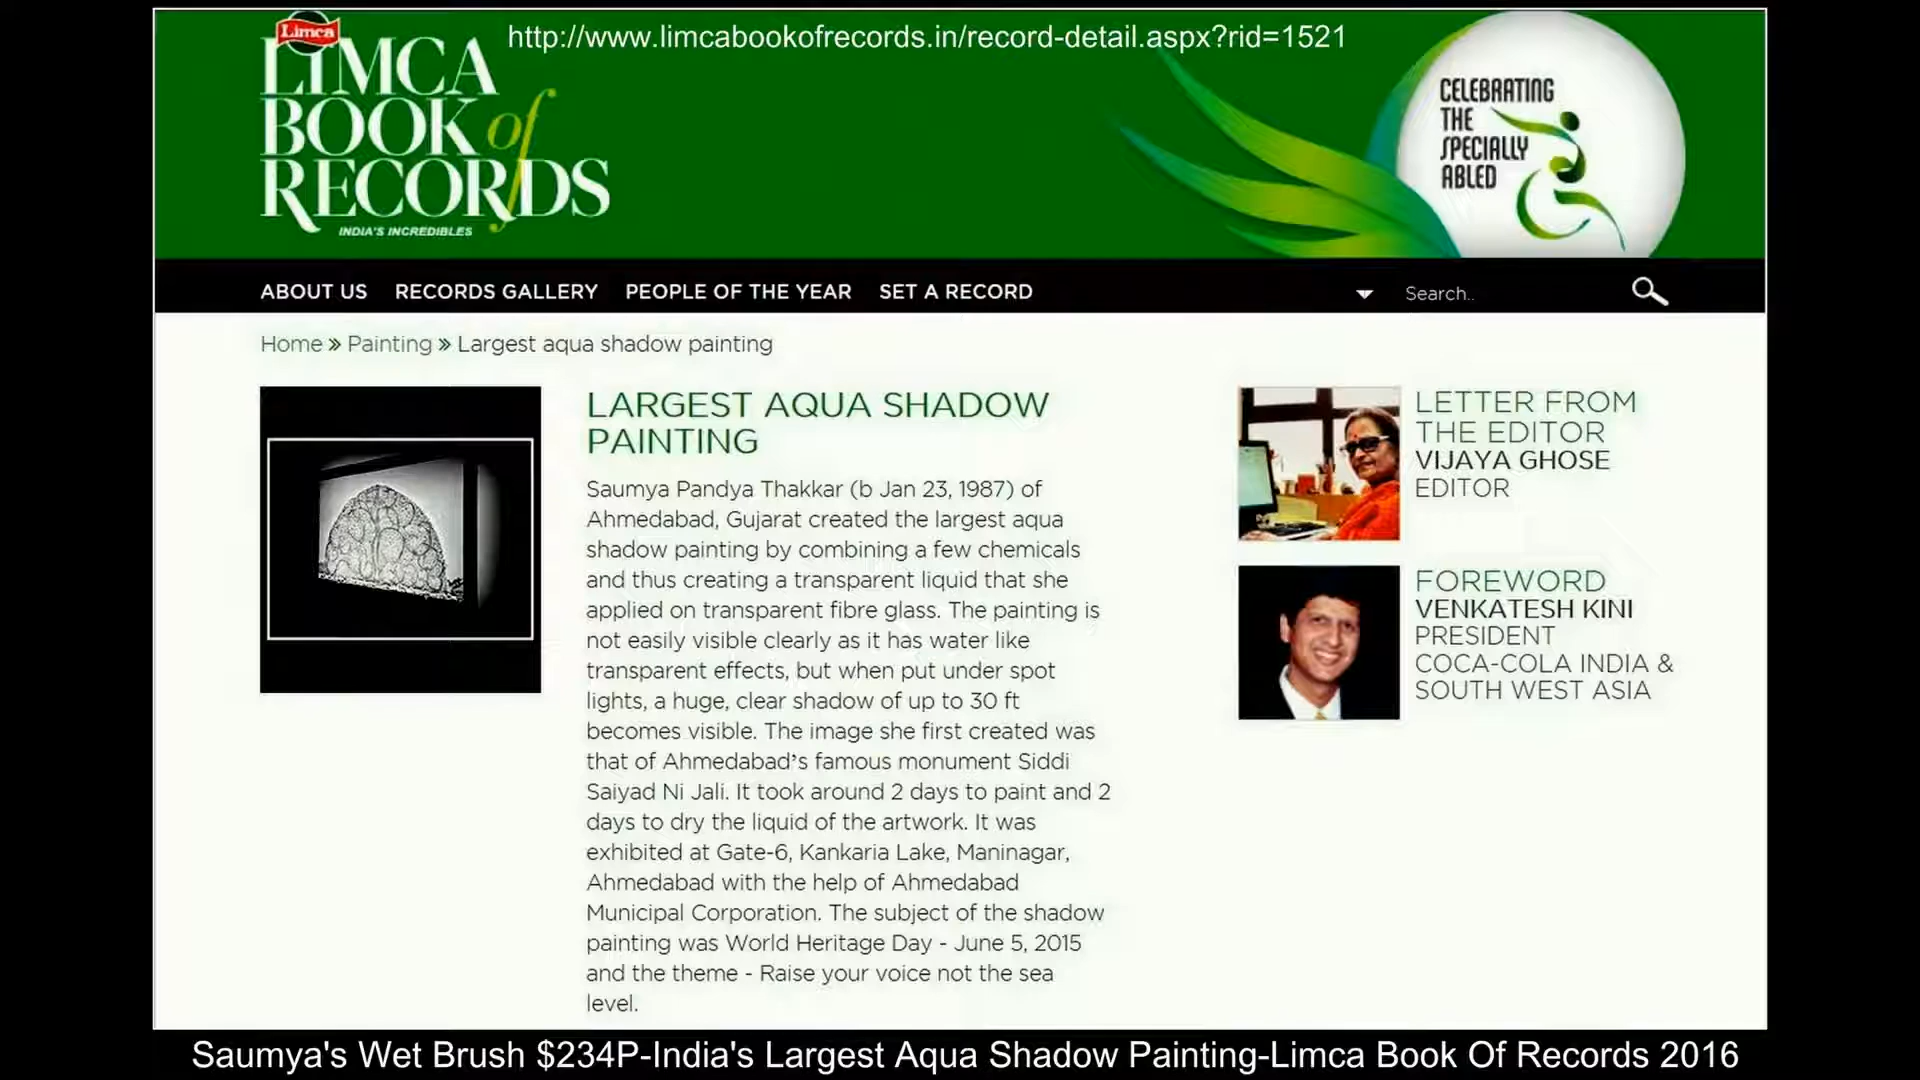 http://www.limcabookofrecords.in/record-detail.aspx?rid=1521
Limca
LIMCA
BOOK of
RECORDS
INDIA'S INCREDIBLES
CELEBRATING
THE
SPECIALLY
ABLED
ABOUT US RECORDS GALLERY PEOPLE OF THE YEAR SET A RECORD Search..
Home » Painting » Largest aqua shadow painting
LARGEST AQUA SHADOW
PAINTING
Saumya Pandya Thakkar (b Jan 23, 1987) of
Ahmedabad, Gujarat created the largest aqua
shadow painting by combining a few chemicals
and thus creating a transparent liquid that she
applied on transparent fibre glass. The painting is
not easily visible clearly as it has water like
transparent effects, but when put under spot
lights, a huge, clear shadow of up to 30 ft
becomes visible. The image she first created was
that of Ahmedabad's famous monument Siddi
Saiyad Ni Jali. It took around 2 days to paint and 2
days to dry the liquid of the artwork. It was
exhibited at Gate-6, Kankaria Lake, Maninagar,
Ahmedabad with the help of Ahmedabad
Municipal Corporation. The subject of the shadow
painting was World Heritage Day - June 5, 2015
and the theme - Raise your voice not the sea
level.
LETTER FROM
THE EDITOR
VIJAYA GHOSE
EDITOR
FOREWORD
VENKATESH KINI
PRESIDENT
COCA-COLA INDIA &
SOUTH WEST ASIA
Saumya's Wet Brush $234P-India's Largest Aqua Shadow Painting-Limca Book Of Records 2016